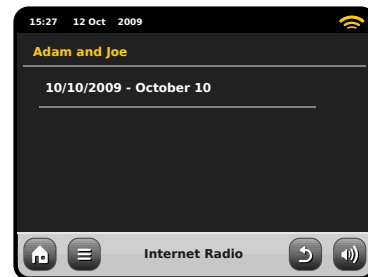 15:27 12 Oct 2009
Adam and Joe
10/10/2009 - October 10
Internet Radio